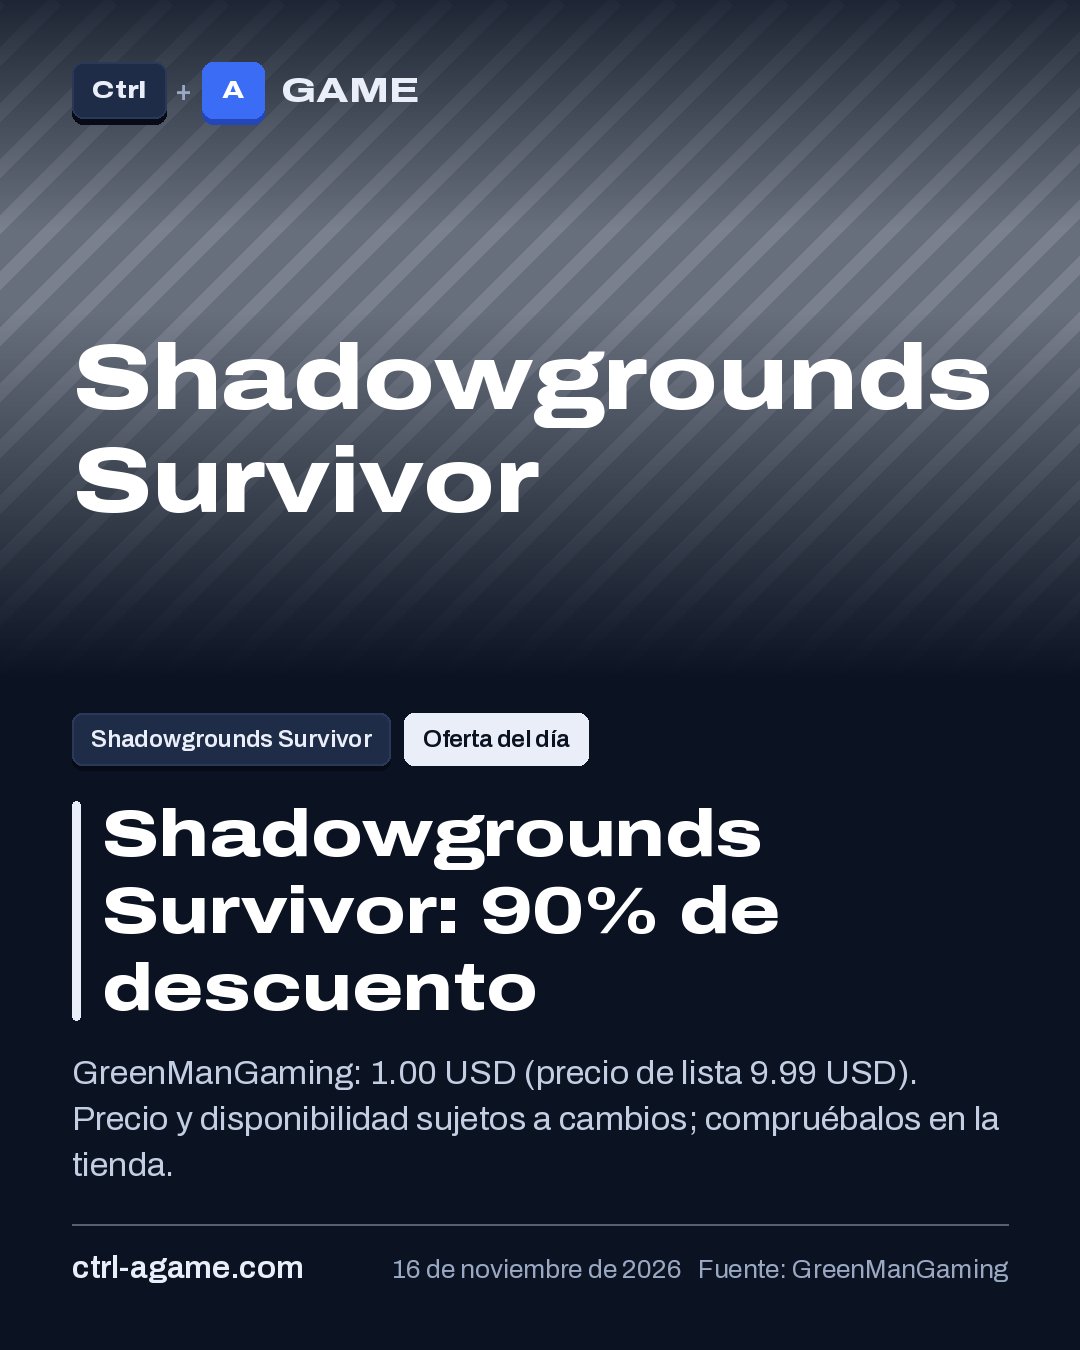 Ctrl + A GAME
Shadowgrounds
Survivor
Shadowgrounds Survivor Oferta del día
Shadowgrounds
Survivor: 90% de
descuento
GreenManGaming: 1.00 USD (precio de lista 9.99 USD).
Precio y disponibilidad sujetos a cambios; compruébalos en la
tienda.
ctrl-agame.com 16 de noviembre de 2026 Fuente: GreenManGaming